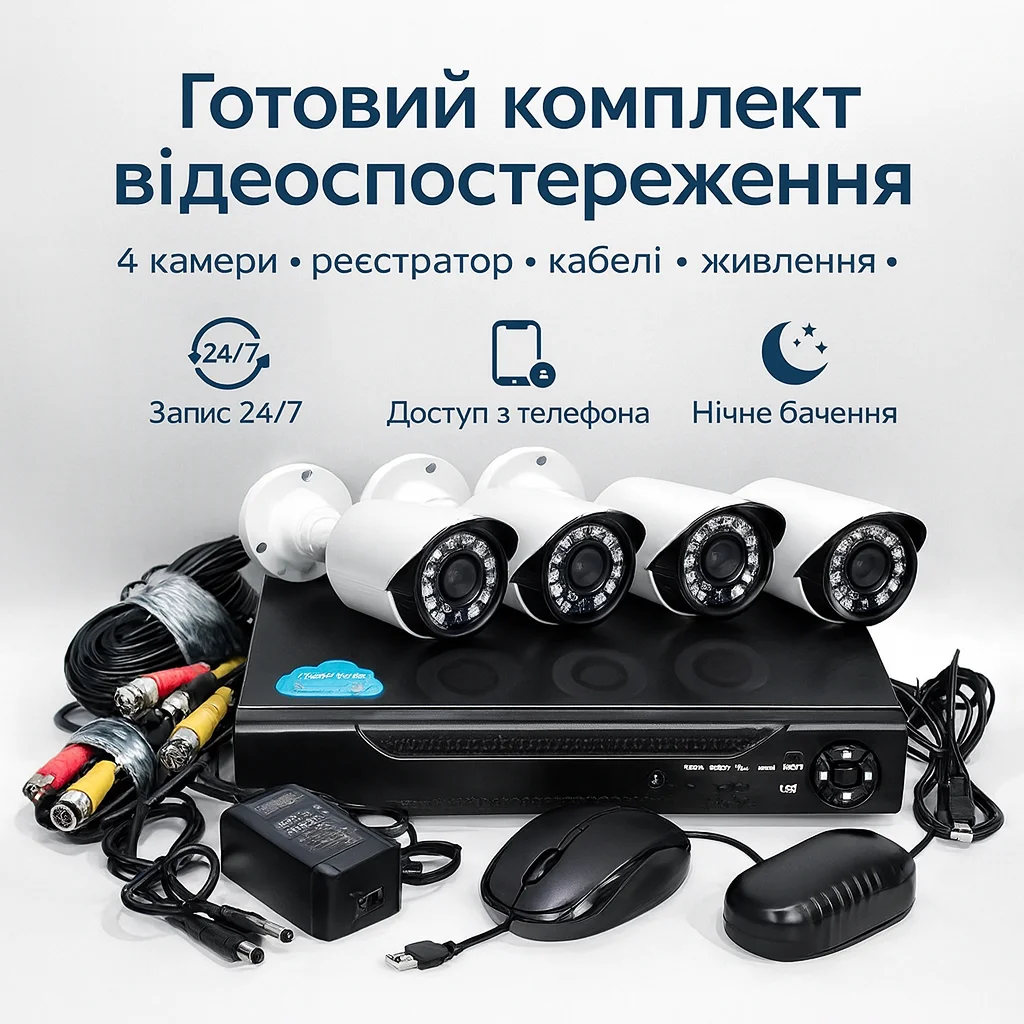 Готовий комплект
відеоспостереження
4 камери • реєстратор • кабелі • живлення •
24/7
Запис 24/7
Доступ з телефона
Нічне бачення